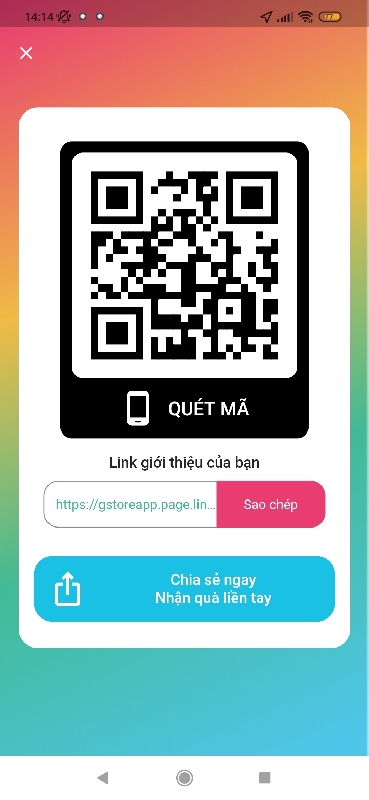 14:14
77
QUÉT MÃ
Link giới thiệu của bạn
https://gstoreapp.page.lin...
Sao chép
Chia sẻ ngay
Nhận quà liền tay